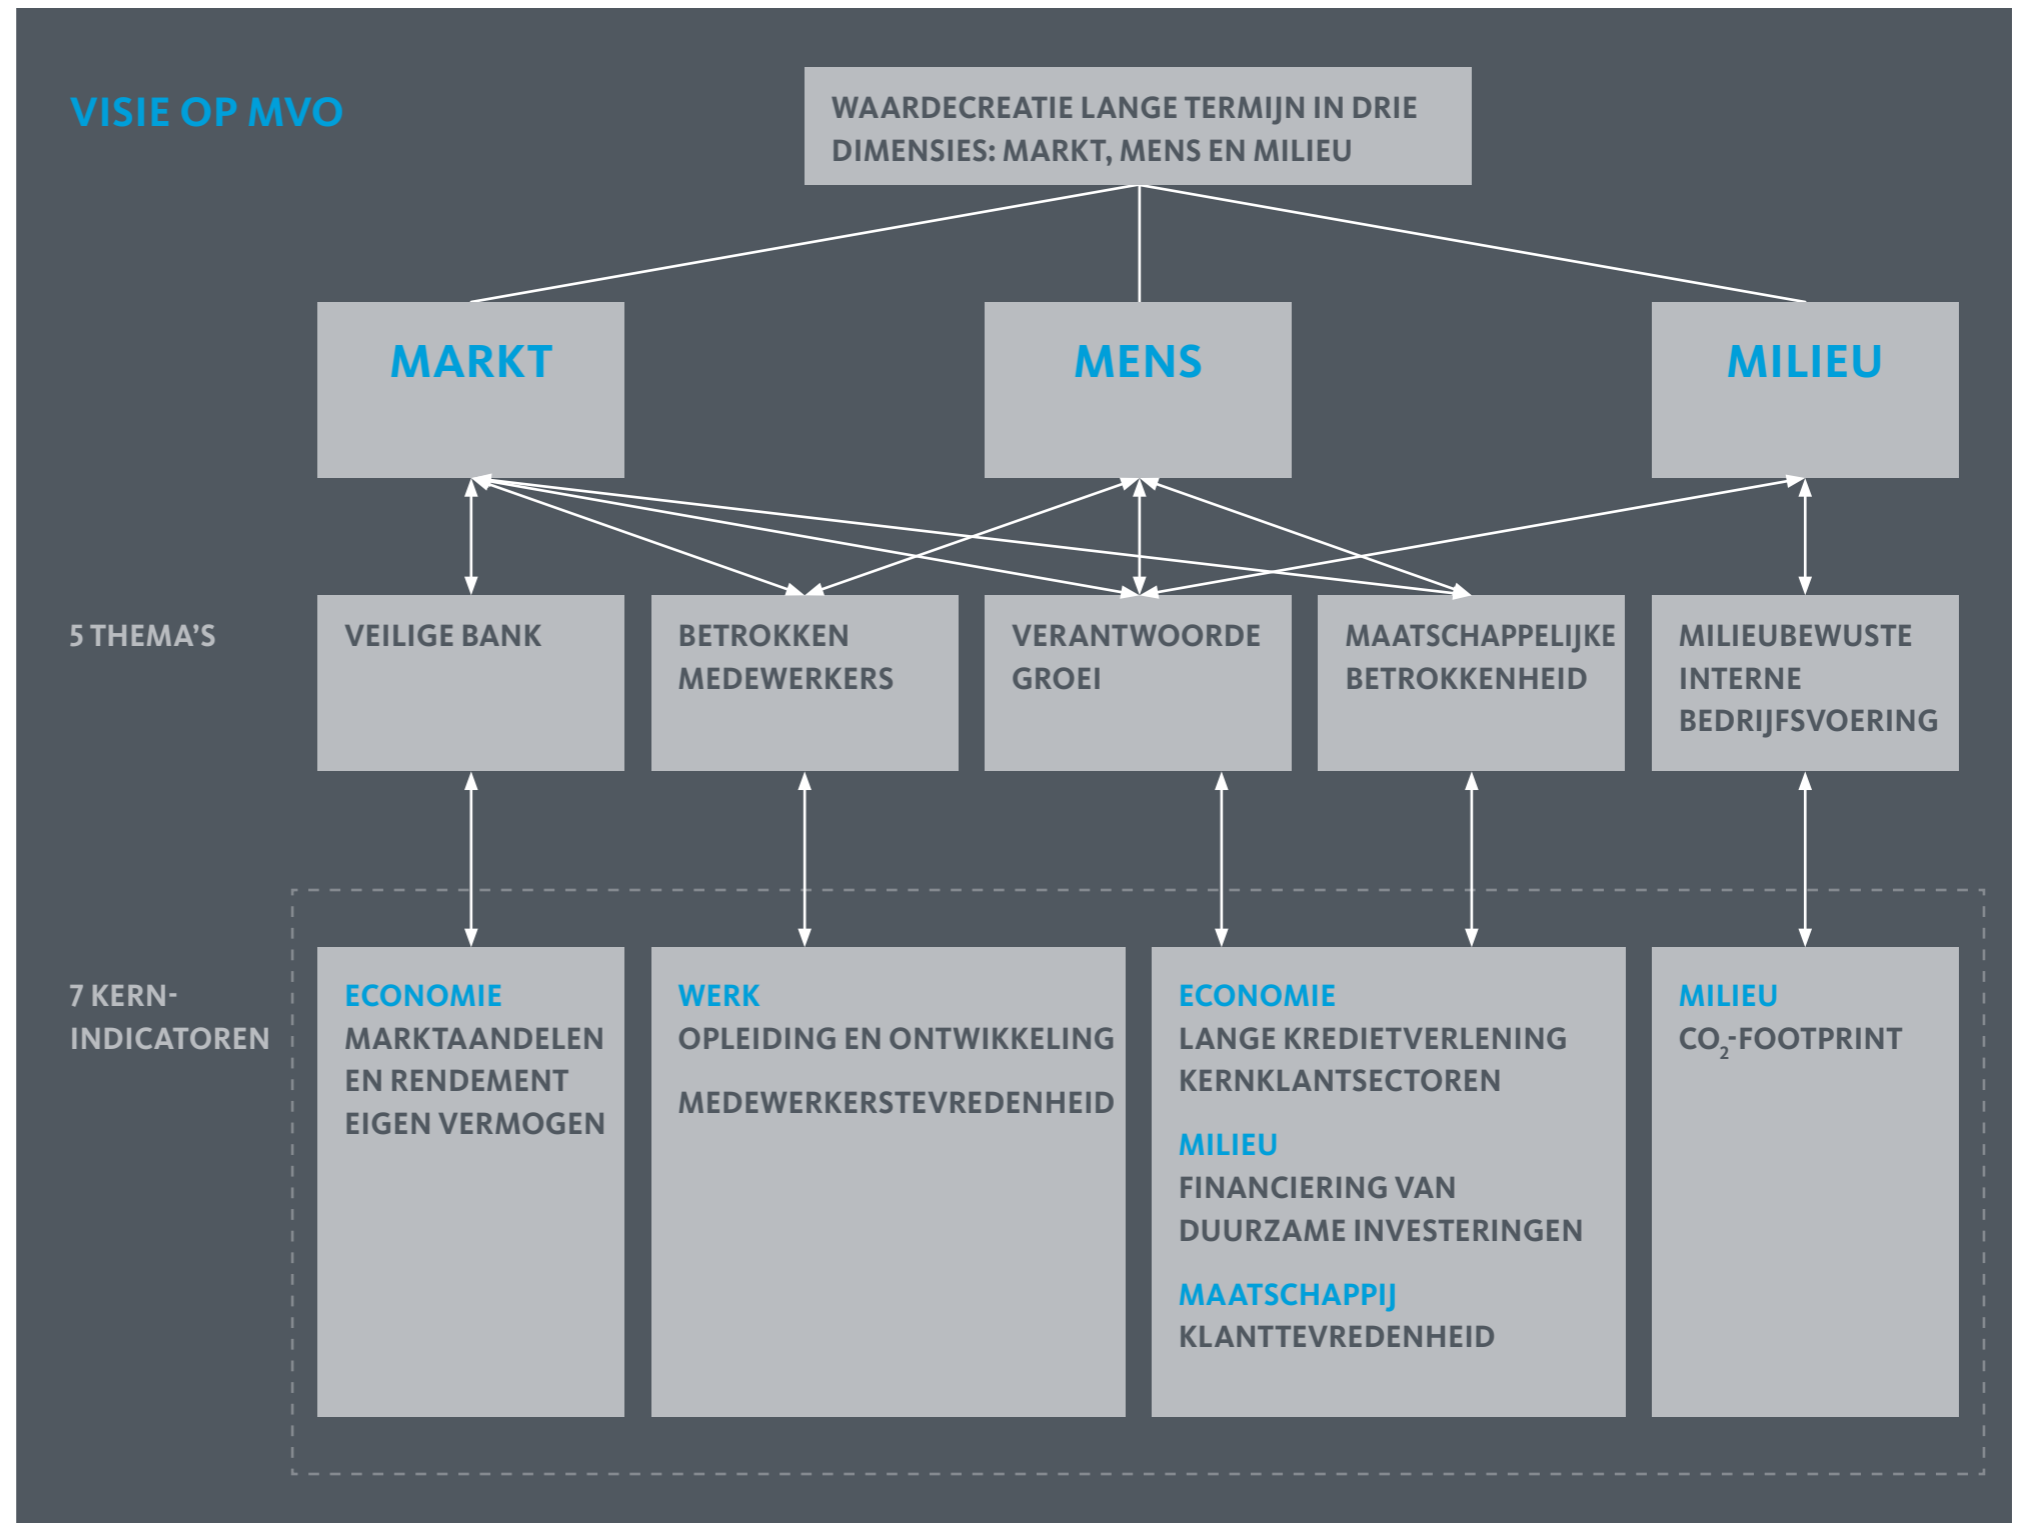 VISIE OP MVO
WAARDECREATIE LANGE TERMIJN IN DRIE
DIMENSIES: MARKT, MENS EN MILIEU
MARKT
MENS
MILIEU
5 THEMA'S
VEILIGE BANK
BETROKKEN
MEDEWERKERS
VERANTWOORDE
GROEI
MAATSCHAPPELIJKE
BETROKKENHEID
MILIEUBEWUSTE
INTERNE
BEDRIJFSVOERING
7 KERN-
INDICATOREN
ECONOMIE
MARKTAANDELEN
EN RENDEMENT
EIGEN VERMOGEN
WERK
OPLEIDING EN ONTWIKKELING
MEDEWERKERSTEVREDENHEID
ECONOMIE
LANGE KREDIETVERLENING
KERNKLANTSECTOREN
MILIEU
FINANCIERING VAN
DUURZAME INVESTERINGEN
MAATSCHAPPIJ
KLANTTEVREDENHEID
MILIEU
CO₂-FOOTPRINT